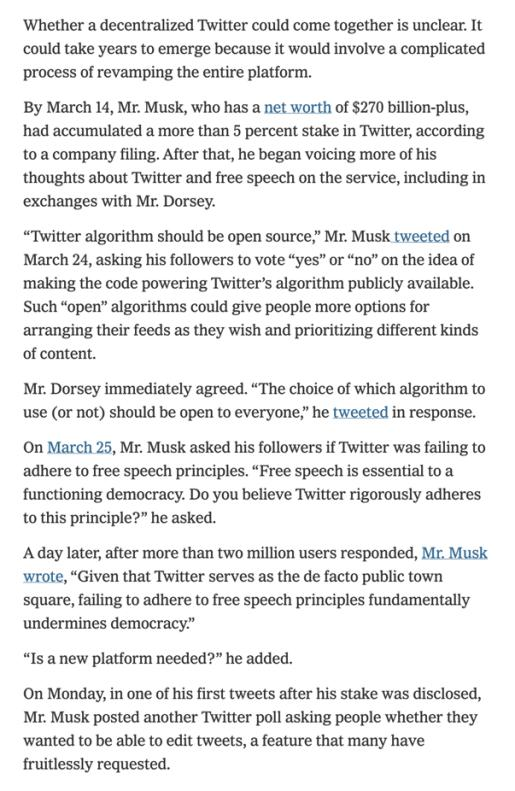 Whether a decentralized Twitter could come together is unclear. It
could take years to emerge because it would involve a complicated
process of revamping the entire platform.
By March 14, Mr. Musk, who has a net worth of $270 billion-plus,
had accumulated a more than 5 percent stake in Twitter, according
to a company filing. After that, he began voicing more of his
thoughts about Twitter and free speech on the service, including in
exchanges with Mr. Dorsey.
“Twitter algorithm should be open source,” Mr. Musk tweeted on
March 24, asking his followers to vote “yes” or “no” on the idea of
making the code powering Twitter’s algorithm publicly available.
Such “open” algorithms could give people more options for
arranging their feeds as they wish and prioritizing different kinds
of content.
Mr. Dorsey immediately agreed. “The choice of which algorithm to
use (or not) should be open to everyone,” he tweeted in response.
On March 25, Mr. Musk asked his followers if Twitter was failing to
adhere to free speech principles. “Free speech is essential to a
functioning democracy. Do you believe Twitter rigorously adheres
to this principle?” he asked.
A day later, after more than two million users responded, Mr. Musk
wrote, “Given that Twitter serves as the de facto public town
square, failing to adhere to free speech principles fundamentally
undermines democracy.”
“Is a new platform needed?” he added.
On Monday, in one of his first tweets after his stake was disclosed,
Mr. Musk posted another Twitter poll asking people whether they
wanted to be able to edit tweets, a feature that many have
fruitlessly requested.